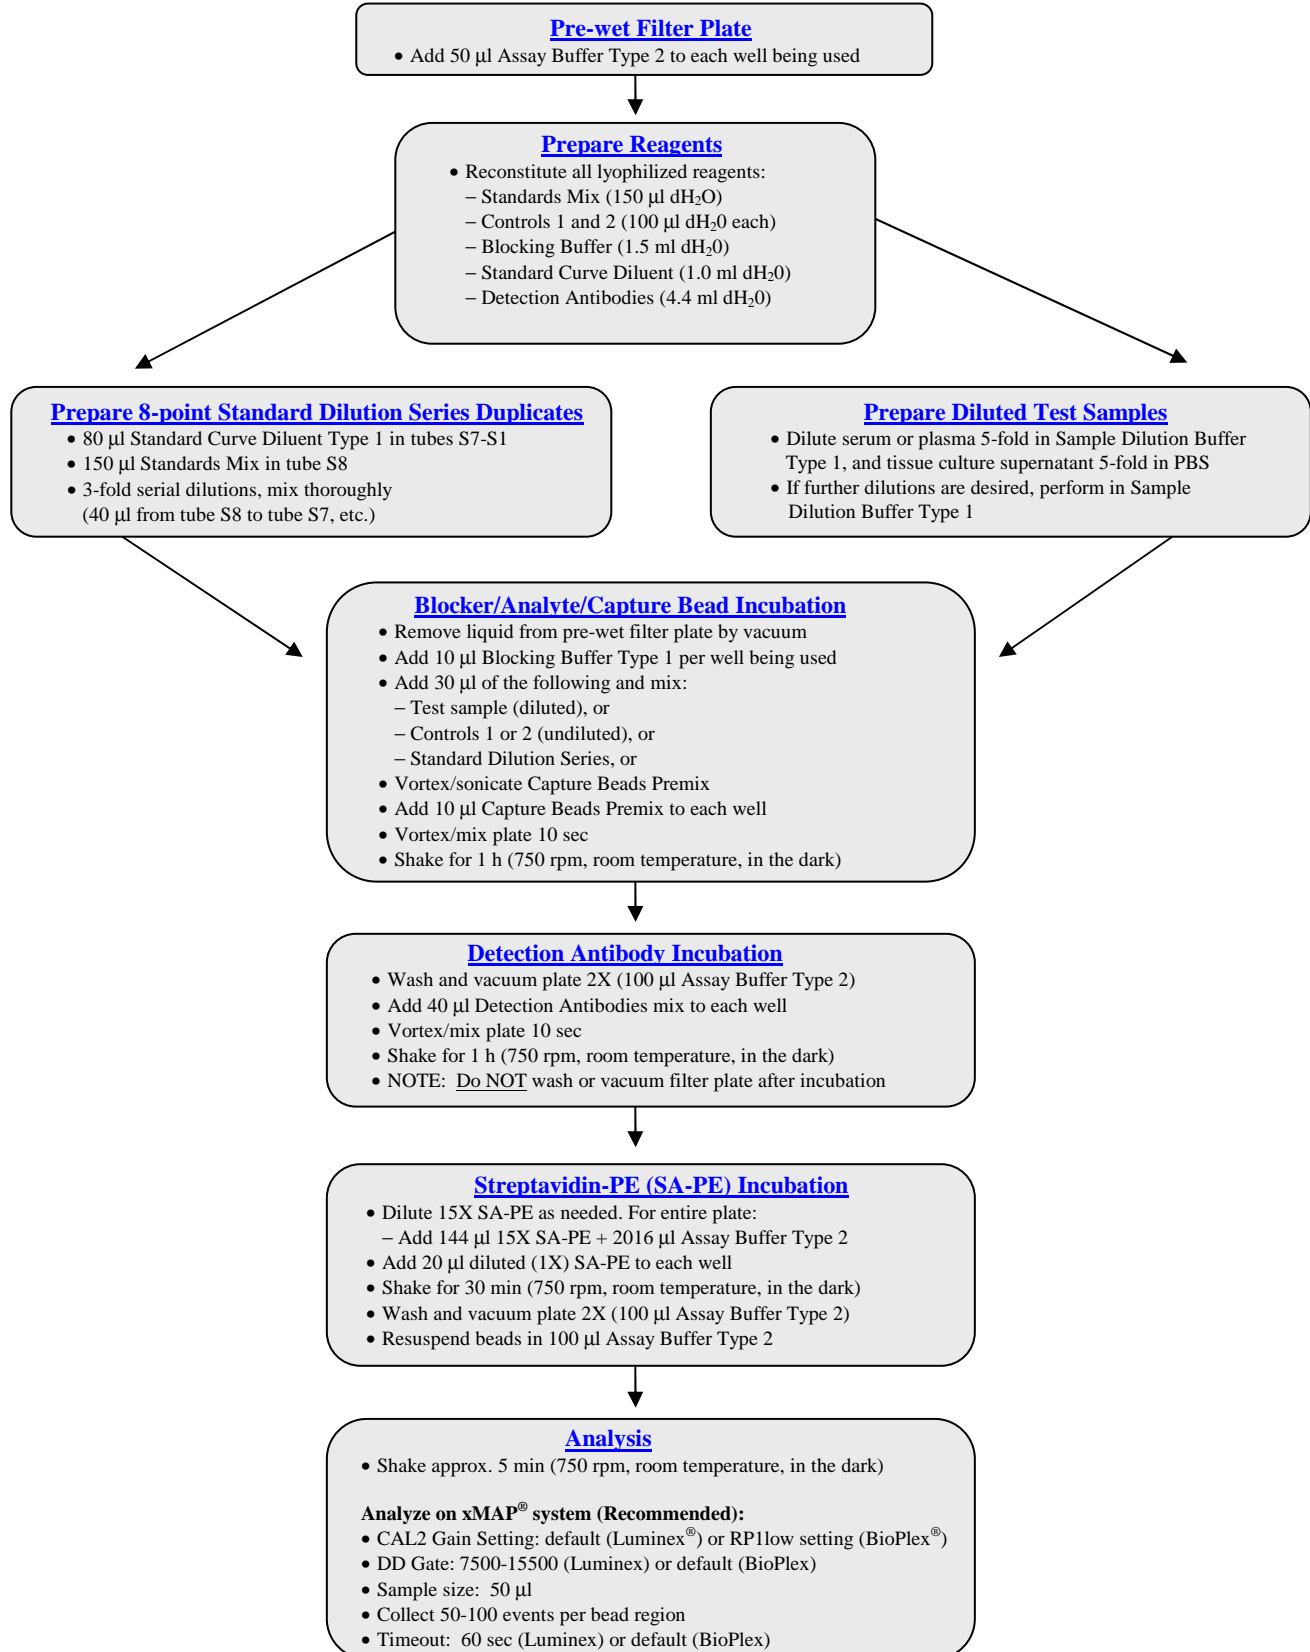 Pre-wet Filter Plate
• Add 50 µl Assay Buffer Type 2 to each well being used
Prepare Reagents
• Reconstitute all lyophilized reagents:
– Standards Mix (150 µl dH₂O)
– Controls 1 and 2 (100 µl dH₂0 each)
– Blocking Buffer (1.5 ml dH₂0)
– Standard Curve Diluent (1.0 ml dH₂0)
– Detection Antibodies (4.4 ml dH₂0)
Prepare 8-point Standard Dilution Series Duplicates
• 80 µl Standard Curve Diluent Type 1 in tubes S7-S1
• 150 µl Standards Mix in tube S8
• 3-fold serial dilutions, mix thoroughly
(40 µl from tube S8 to tube S7, etc.)
Prepare Diluted Test Samples
• Dilute serum or plasma 5-fold in Sample Dilution Buffer
Type 1, and tissue culture supernatant 5-fold in PBS
• If further dilutions are desired, perform in Sample
Dilution Buffer Type 1
Blocker/Analyte/Capture Bead Incubation
• Remove liquid from pre-wet filter plate by vacuum
• Add 10 µl Blocking Buffer Type 1 per well being used
• Add 30 µl of the following and mix:
– Test sample (diluted), or
– Controls 1 or 2 (undiluted), or
– Standard Dilution Series, or
• Vortex/sonicate Capture Beads Premix
• Add 10 µl Capture Beads Premix to each well
• Vortex/mix plate 10 sec
• Shake for 1 h (750 rpm, room temperature, in the dark)
Detection Antibody Incubation
• Wash and vacuum plate 2X (100 µl Assay Buffer Type 2)
• Add 40 µl Detection Antibodies mix to each well
• Vortex/mix plate 10 sec
• Shake for 1 h (750 rpm, room temperature, in the dark)
• NOTE: Do NOT wash or vacuum filter plate after incubation
Streptavidin-PE (SA-PE) Incubation
• Dilute 15X SA-PE as needed. For entire plate:
– Add 144 µl 15X SA-PE + 2016 µl Assay Buffer Type 2
• Add 20 µl diluted (1X) SA-PE to each well
• Shake for 30 min (750 rpm, room temperature, in the dark)
• Wash and vacuum plate 2X (100 µl Assay Buffer Type 2)
• Resuspend beads in 100 µl Assay Buffer Type 2
Analysis
• Shake approx. 5 min (750 rpm, room temperature, in the dark)
Analyze on xMAP® system (Recommended):
• CAL2 Gain Setting: default (Luminex®) or RP1low setting (BioPlex®)
• DD Gate: 7500-15500 (Luminex) or default (BioPlex)
• Sample size: 50 µl
• Collect 50-100 events per bead region
• Timeout: 60 sec (Luminex) or default (BioPlex)